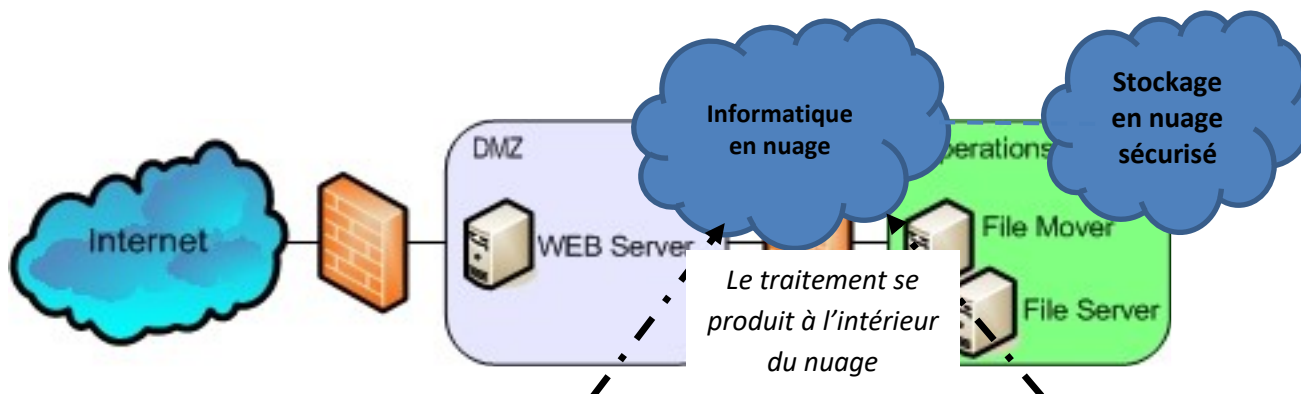 Informatique
en nuage
Stockage
en nuage
sécurisé
DMZ
perations
Internet
WEB Server
File Mover
File Server
Le traitement se
produit à l’intérieur
du nuage